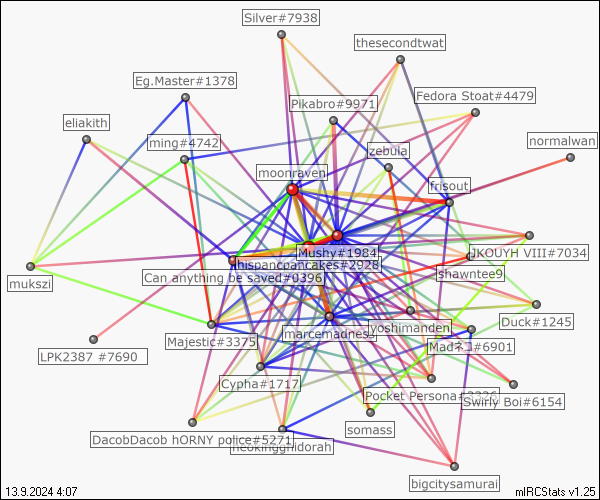 Silver#7938
thesecondtwat
Eg.Master#1378
Fedora Stoat#4479
Pikabro#9971
eliakith
ming#4742
normalwan
zebula
moonraven
frisout
Mushy#1984
JKOUYH VIII#7034
hispancoancakes#2928
shawntee9
Can anything be saved#0396
mukszi
Duck#1245
yoshimanden
marcemadness
Majestic#3375
Madネコ#6901
LPK2387 #7690
Cypha#1717
Pocket Persona#3326
Swirly Boi#6154
somass
DacobDacob hORNY police#5271
neokingghidorah
bigcitysamurai
13.9.2024 4:07
mIRCStats v1.25